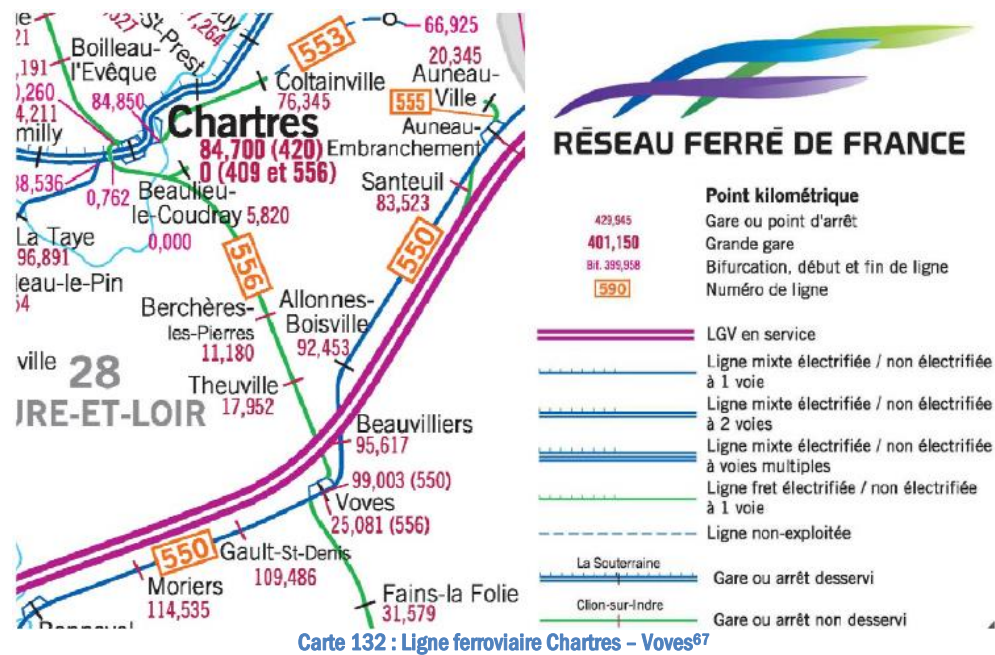 66,925
553
7,264
St-Prest
,191
Boilleau-
l'Evêque
84,850
Coltainville
76,345
20,345
Auneau-
Ville
555
Auneau-
Embranchement
4,211
Chartres
84,700 (420)
0 (409 et 556)
0,762
Beaulieu-
le-Coudray 5,820
0,000
Santeuil
83,523
La Taye
96,891
556
550
Berchères-
les-Pierres
11,180
Allonnes-
Boisville
92,453
ville 28
URE-ET-LOIR
Theuville
17,952
Beauvilliers
95,617
99,003 (550)
Voves
25,081 (556)
550
Gault-St-Denis
109,486
Moriers
114,535
Fains-la Folie
31,579
RÉSEAU FERRÉ DE FRANCE
Point kilométrique
429,945 Gare ou point d'arrêt
401,150 Grande gare
Bif. 399,958 Bifurcation, début et fin de ligne
590 Numéro de ligne
LGV en service
Ligne mixte électrifiée / non électrifiée
à 1 voie
Ligne mixte électrifiée / non électrifiée
à 2 voies
Ligne mixte électrifiée / non électrifiée
à voies multiples
Ligne fret électrifiée / non électrifiée
à 1 voie
Ligne non-exploitée
La Souterraine
Gare ou arrêt desservi
Clion-sur-Indre
Gare ou arrêt non desservi
Carte 132 : Ligne ferroviaire Chartres – Voves67